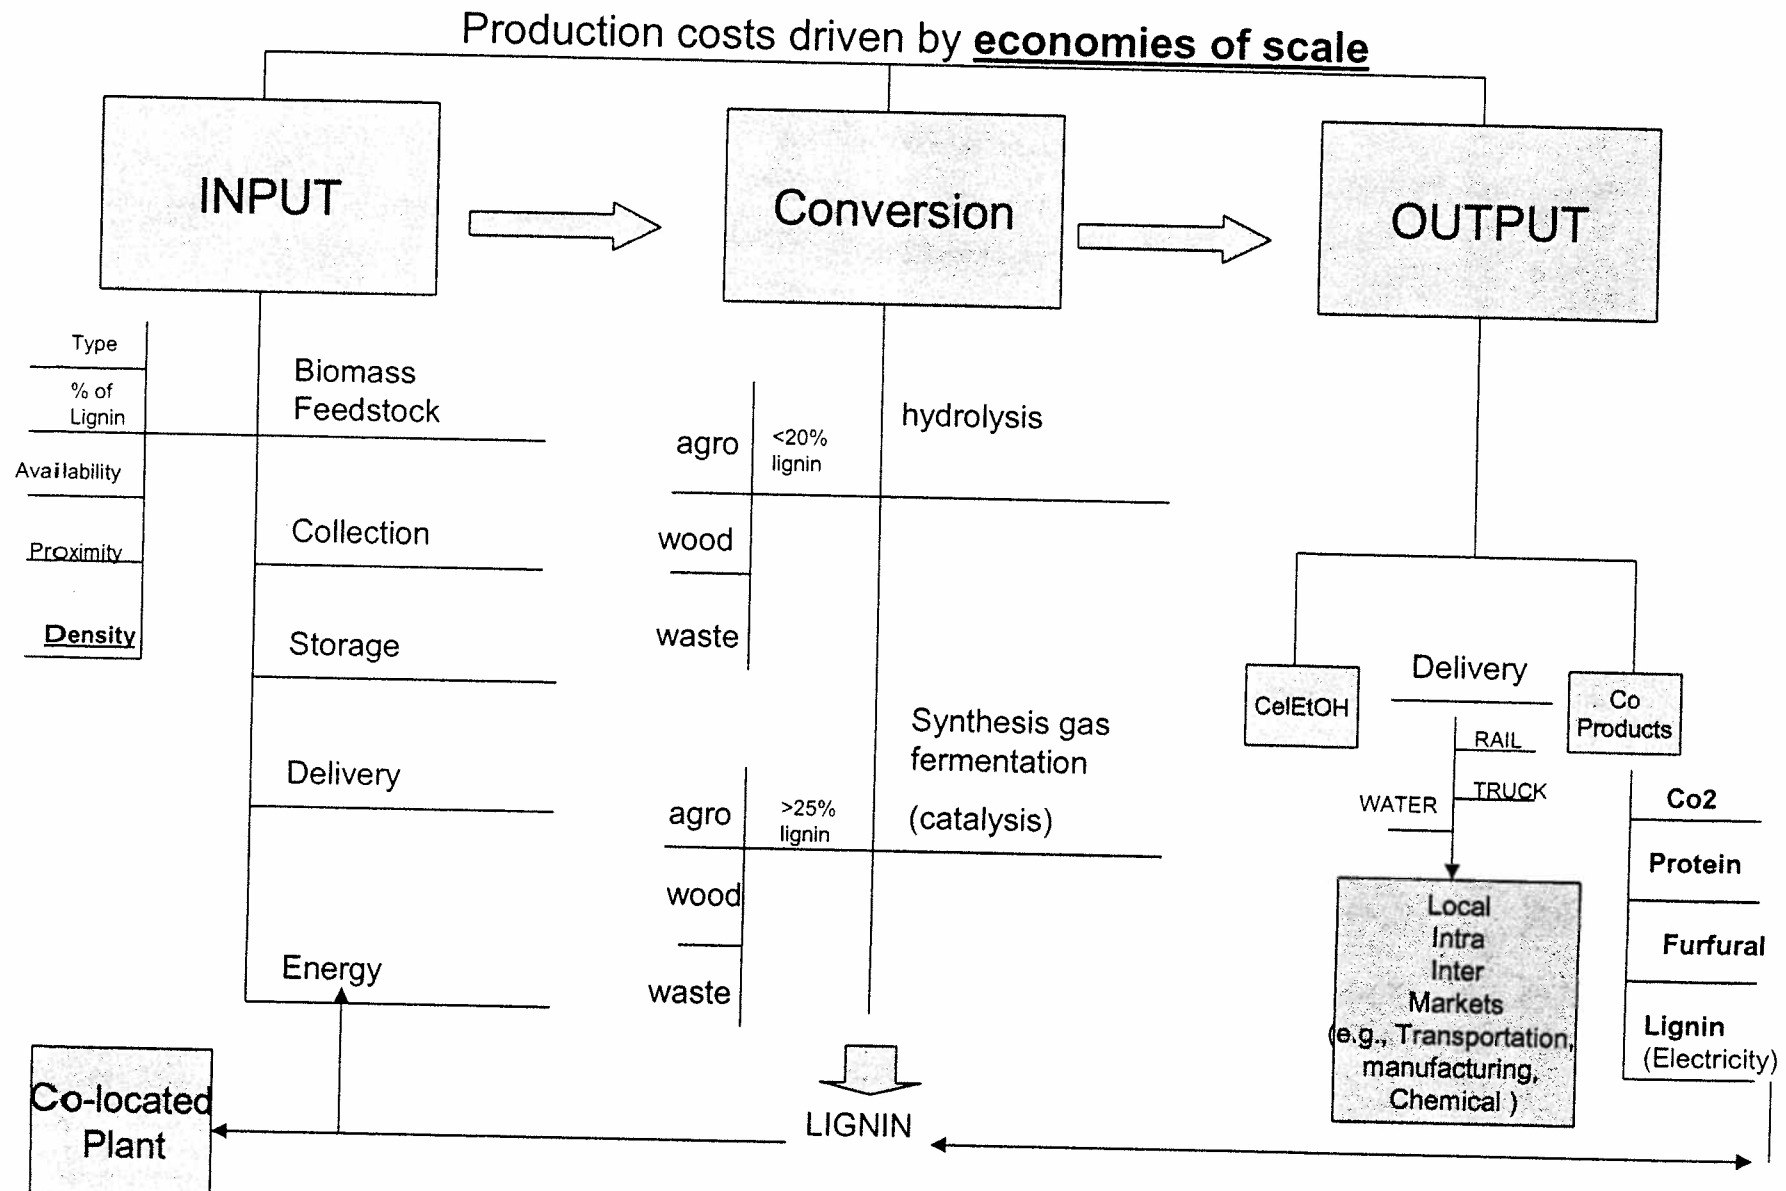 Production costs driven by economies of scale
INPUT
Conversion
OUTPUT
Type
% of
Lignin
Availability
Proximity
Density
Biomass
Feedstock
Collection
Storage
Delivery
Energy
agro
<20%
lignin
hydrolysis
wood
waste
agro
>25%
lignin
Synthesis gas
fermentation
(catalysis)
wood
waste
CelEtOH
Delivery
RAIL
TRUCK
WATER
Co
Products
Co2
Protein
Furfural
Lignin
(Electricity)
Local
Intra
Inter
Markets
(e.g., Transportation,
manufacturing,
Chemical )
Co-located
Plant
LIGNIN